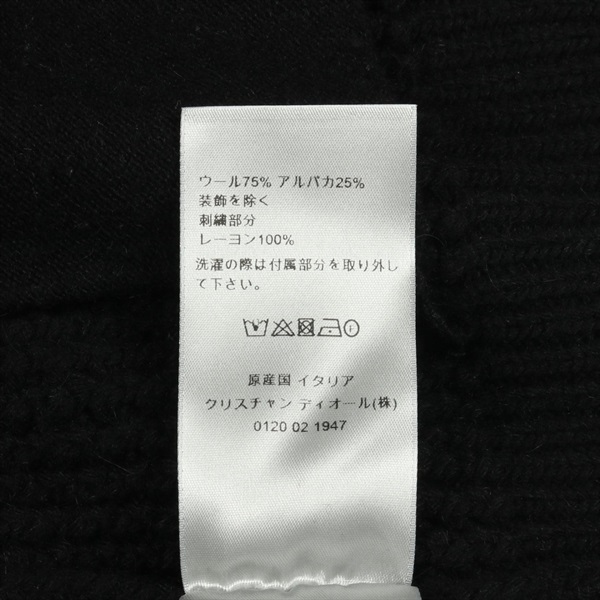 ウール75% アルパカ25%
装飾を除く
刺繍部分
レーヨン100%
洗濯の際は付属部分を取り外し
て下さい。
原産国 イタリア
クリスチャン ディオール(株)
0120 02 1947